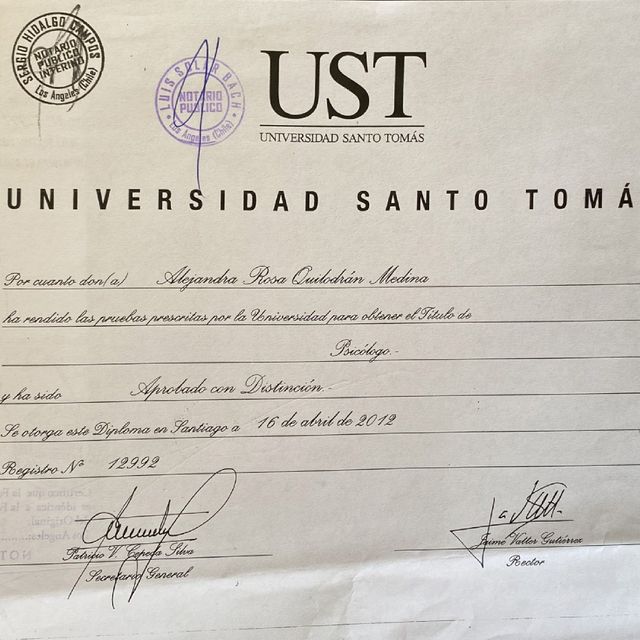 SERGIO HIDALGO CAMPOS
NOTARIO
PUBLICO
INTERINO
Los Angeles (Chile)
LUIS SOLAR BACH
NOTARIO
PUBLICO
Los Angeles (Chile)
UST
UNIVERSIDAD SANTO TOMÁS
UNIVERSIDAD SANTO TOMÁ
Por cuanto don(a) Alejandra Rosa Quilodrán Medina
ha rendido las pruebas prescritas por la Universidad para obtener el Título de
Psicólogo.-
y ha sido Aprobado con Distinción.-
Se otorga este Diploma en Santiago a 16 de abril de 2012
Registro Nº 12992
Patricio V. Cepeda Silva
Secretario General
Jaime Vatter Gutiérrez
Rector